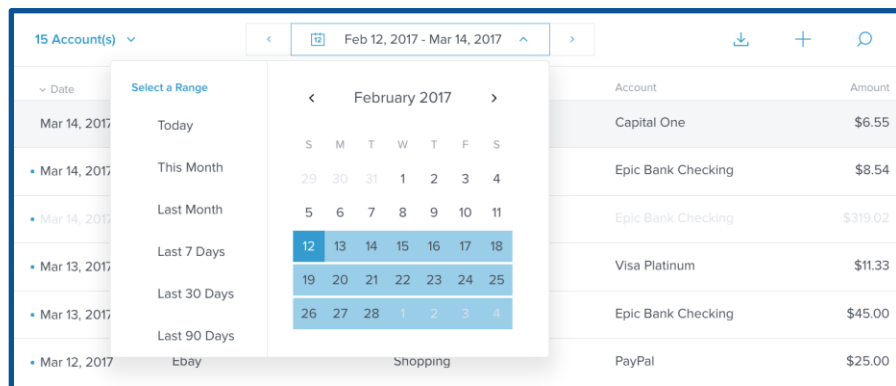 15 Account(s)
12 Feb 12, 2017 - Mar 14, 2017
Date
Account
Amount
Select a Range
Today
This Month
Last Month
Last 7 Days
Last 30 Days
Last 90 Days
February 2017
S M T W T F S
29 30 31 1 2 3 4
5 6 7 8 9 10 11
12 13 14 15 16 17 18
19 20 21 22 23 24 25
26 27 28 1 2 3 4
Mar 14, 2017 Capital One $6.55
Mar 14, 2017 Epic Bank Checking $8.54
Mar 14, 2017 Epic Bank Checking $319.02
Mar 13, 2017 Visa Platinum $11.33
Mar 13, 2017 Epic Bank Checking $45.00
Mar 12, 2017 Ebay Shopping PayPal $25.00